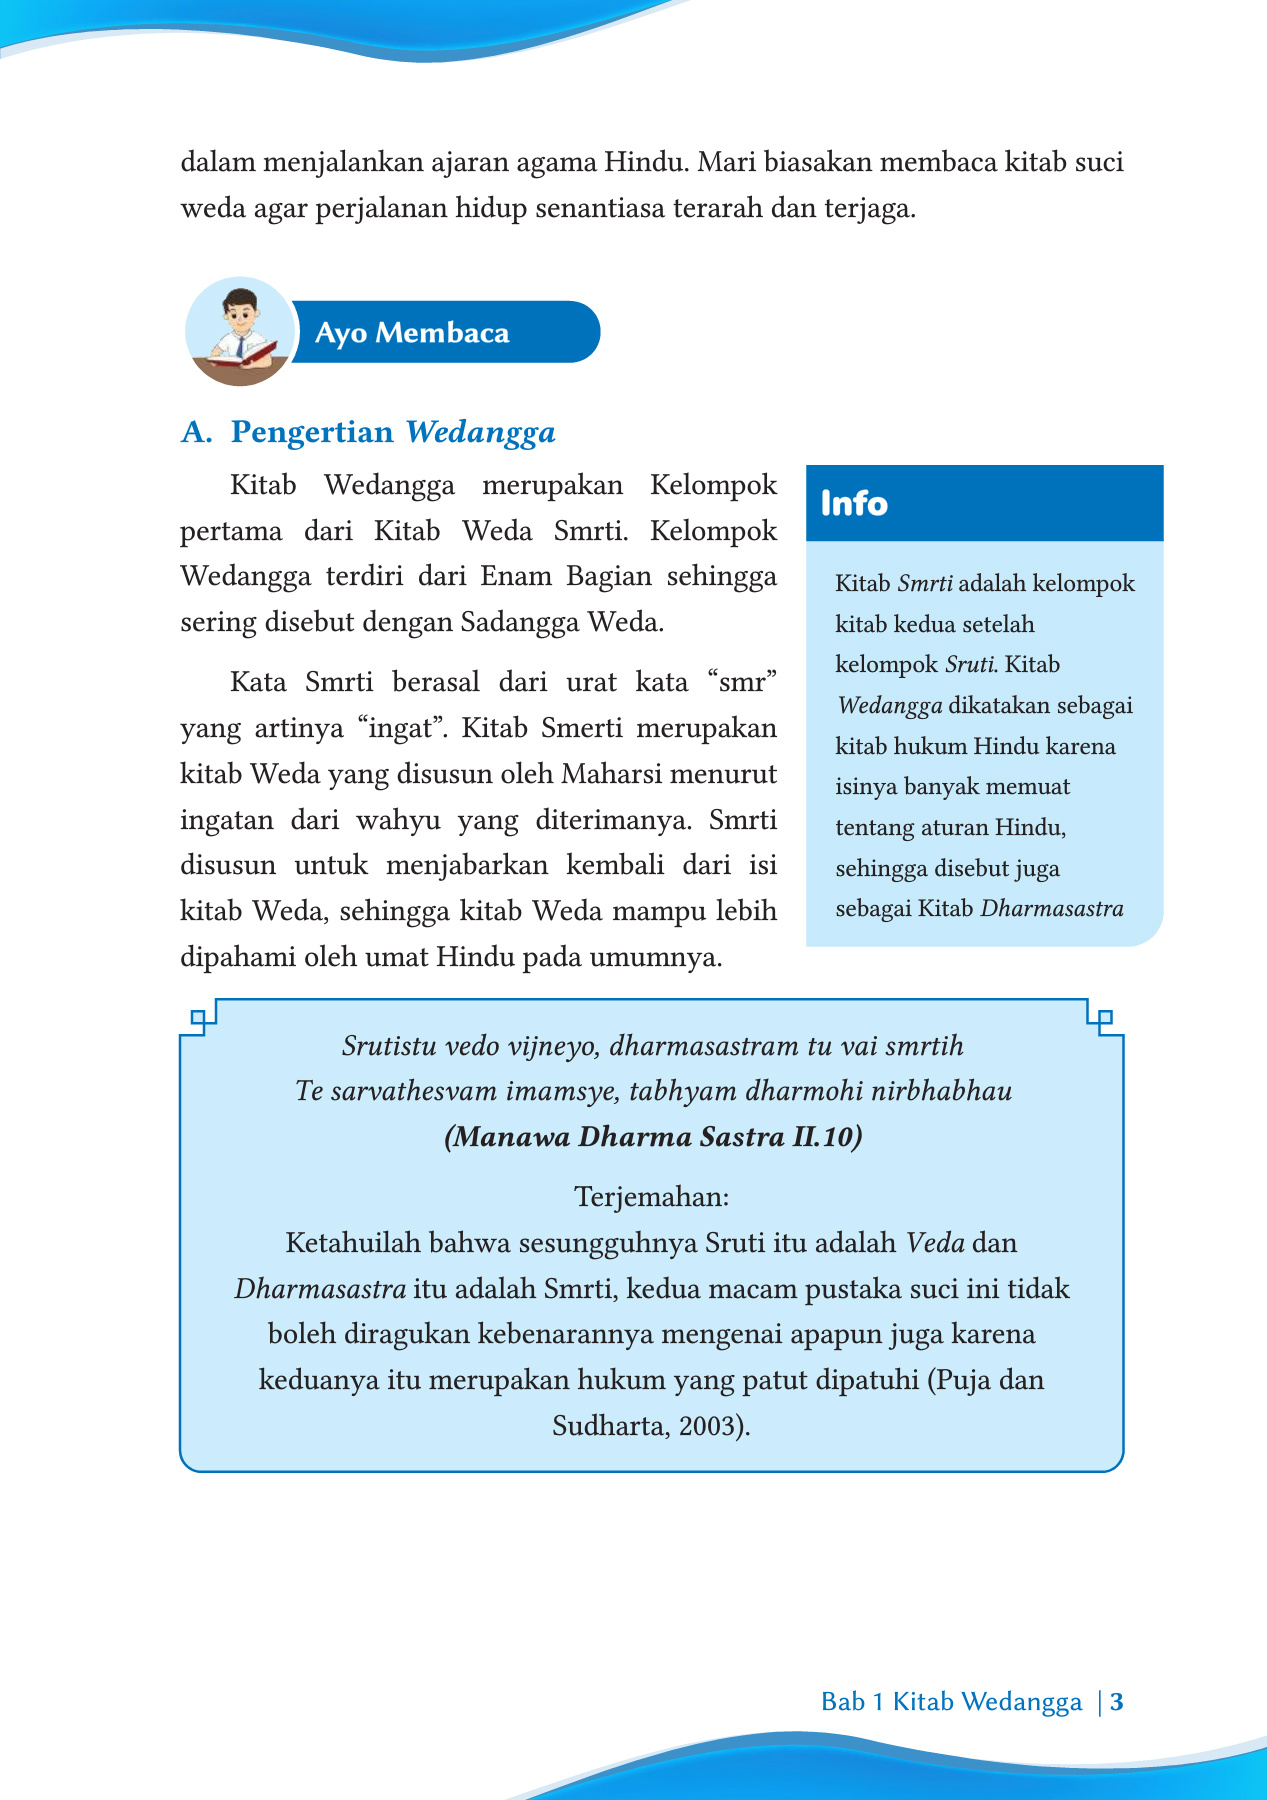 dalam menjalankan ajaran agama Hindu. Mari biasakan membaca kitab suci
weda agar perjalanan hidup senantiasa terarah dan terjaga.
Ayo Membaca
A. Pengertian Wedangga
Kitab Wedangga merupakan Kelompok
pertama dari Kitab Weda Smrti. Kelompok
Wedangga terdiri dari Enam Bagian sehingga
sering disebut dengan Sadangga Weda.
Kata Smrti berasal dari urat kata “smr”
yang artinya “ingat”. Kitab Smerti merupakan
kitab Weda yang disusun oleh Maharsi menurut
ingatan dari wahyu yang diterimanya. Smrti
disusun untuk menjabarkan kembali dari isi
kitab Weda, sehingga kitab Weda mampu lebih
dipahami oleh umat Hindu pada umumnya.
Info
Kitab Smrti adalah kelompok
kitab kedua setelah
kelompok Sruti. Kitab
Wedangga dikatakan sebagai
kitab hukum Hindu karena
isinya banyak memuat
tentang aturan Hindu,
sehingga disebut juga
sebagai Kitab Dharmasastra
Srutistu vedo vijneyo, dharmasastram tu vai smrtih
Te sarvathesvam imamsye, tabhyam dharmohi nirbhabhau
(Manawa Dharma Sastra II.10)
Terjemahan:
Ketahuilah bahwa sesungguhnya Sruti itu adalah Veda dan
Dharmasastra itu adalah Smrti, kedua macam pustaka suci ini tidak
boleh diragukan kebenarannya mengenai apapun juga karena
keduanya itu merupakan hukum yang patut dipatuhi (Puja dan
Sudharta, 2003).
Bab 1 Kitab Wedangga | 3